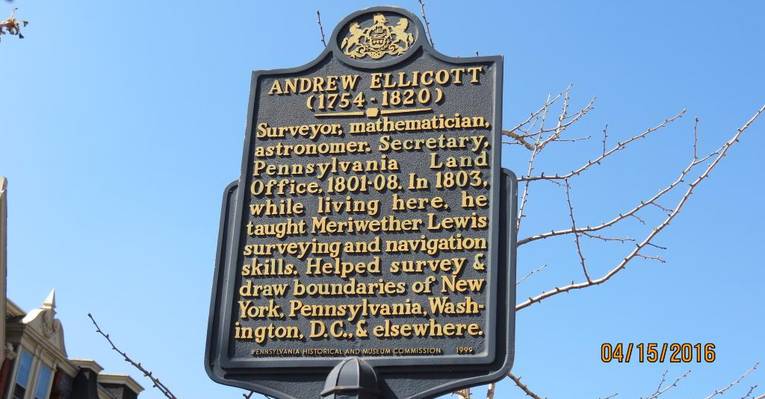 ANDREW ELLICOTT
(1754-1820)
Surveyor, mathematician,
astronomer. Secretary,
Pennsylvania Land
Office, 1801-08. In 1803,
while living here, he
taught Meriwether Lewis
surveying and navigation
skills. Helped survey &
draw boundaries of New
York, Pennsylvania, Wash-
ington, D.C., & elsewhere.
PENNSYLVANIA HISTORICAL AND MUSEUM COMMISSION 1999
04/15/2016